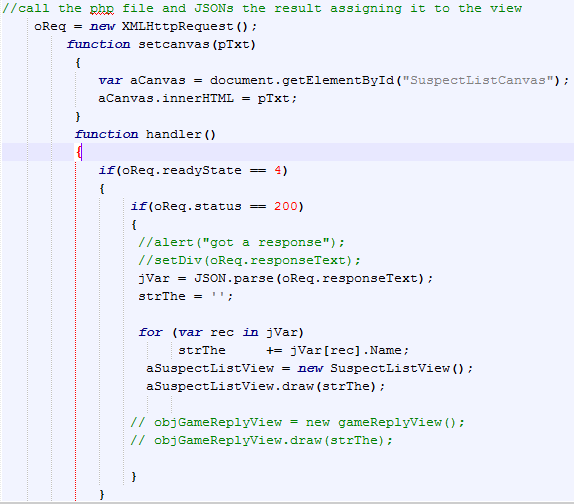 //call the php file and JSONs the result assigning it to the view
oReq = new XMLHttpRequest();
function setcanvas(pTxt)
{
var aCanvas = document.getElementById("SuspectListCanvas");
aCanvas.innerHTML = pTxt;
}
function handler()
{
if(oReq.readyState == 4)
{
if(oReq.status == 200)
{
//alert("got a response");
//setDiv(oReq.responseText);
jVar = JSON.parse(oReq.responseText);
strThe = '';
for (var rec in jVar)
strThe += jVar[rec].Name;
aSuspectListView = new SuspectListView();
aSuspectListView.draw(strThe);
// objGameReplyView = new gameReplyView();
// objGameReplyView.draw(strThe);
}
}